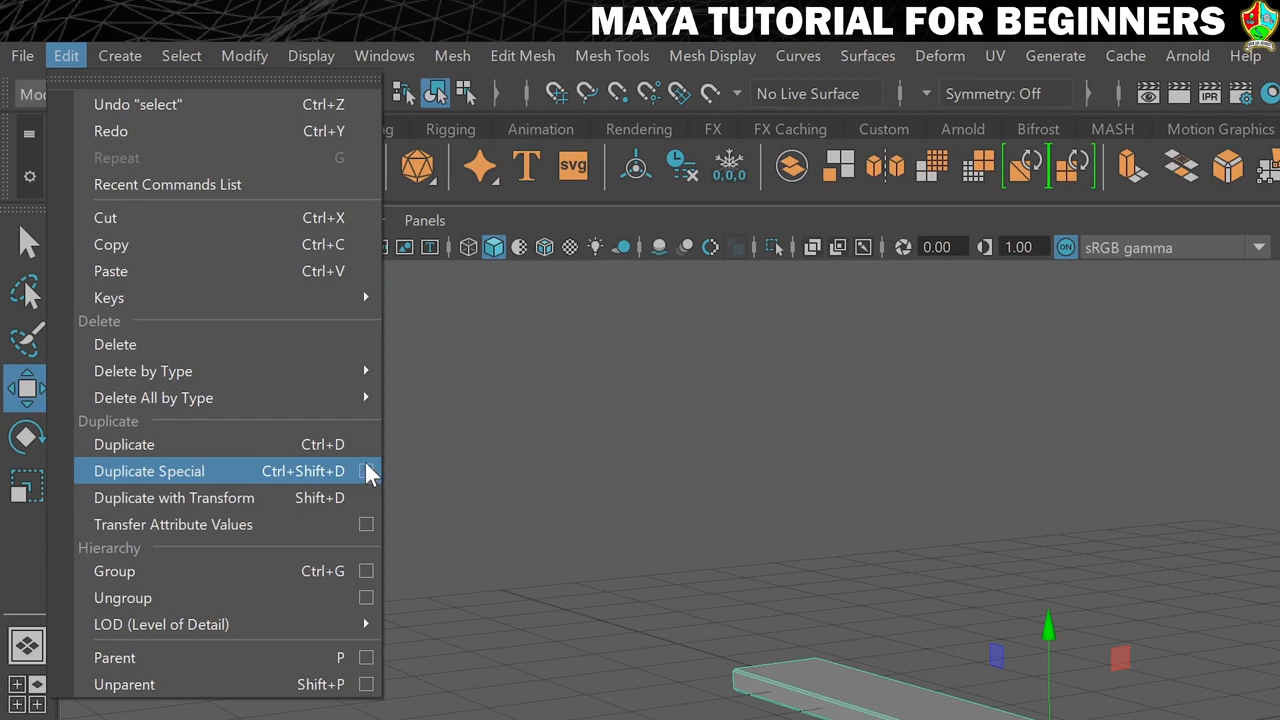 MAYA TUTORIAL FOR BEGINNERS
File Edit Create Select Modify Display Windows Mesh Edit Mesh Mesh Tools Mesh Display Curves Surfaces Deform UV Generate Cache Arnold Help
No Live Surface Symmetry: Off
Rigging Animation Rendering FX FX Caching Custom Arnold Bifrost MASH Motion Graphics
T svg 0,0,0
Panels
0.00 1.00 ON sRGB gamma
Undo "select" Ctrl+Z
Redo Ctrl+Y
Repeat G
Recent Commands List
Cut Ctrl+X
Copy Ctrl+C
Paste Ctrl+V
Keys
Delete
Delete
Delete by Type
Delete All by Type
Duplicate
Duplicate Ctrl+D
Duplicate Special Ctrl+Shift+D
Duplicate with Transform Shift+D
Transfer Attribute Values
Hierarchy
Group Ctrl+G
Ungroup
LOD (Level of Detail)
Parent P
Unparent Shift+P